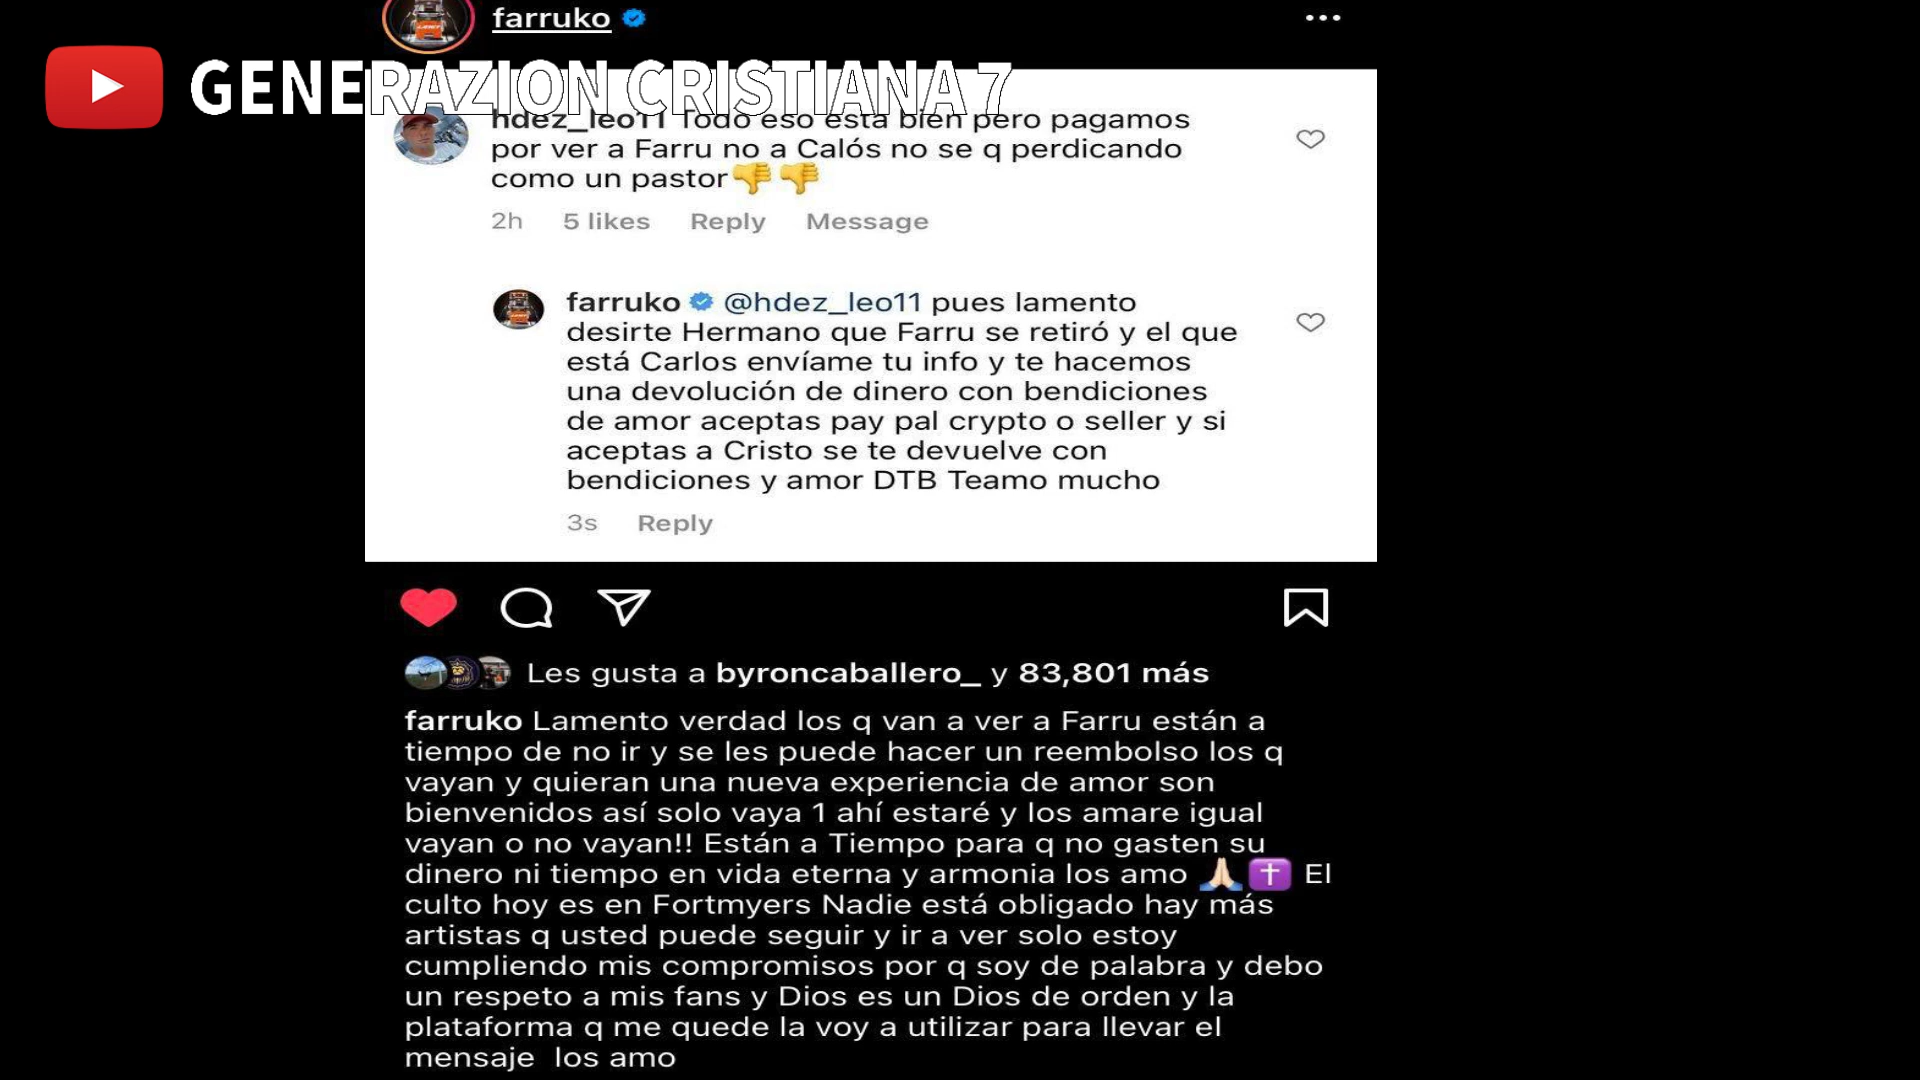 farruko
GENERAZION CRISTIANA 7
hdez_leo11 Todo eso esta bien pero pagamos
por ver a Farru no a Calós no se q perdicando
como un pastor👎👎
2h 5 likes Reply Message
farruko @hdez_leo11 pues lamento
desirte Hermano que Farru se retiró y el que
está Carlos envíame tu info y te hacemos
una devolución de dinero con bendiciones
de amor aceptas pay pal crypto o seller y si
aceptas a Cristo se te devuelve con
bendiciones y amor DTB Teamo mucho
3s Reply
Les gusta a byroncaballero_ y 83,801 más
farruko Lamento verdad los q van a ver a Farru están a
tiempo de no ir y se les puede hacer un reembolso los q
vayan y quieran una nueva experiencia de amor son
bienvenidos así solo vaya 1 ahí estaré y los amare igual
vayan o no vayan!! Están a Tiempo para q no gasten su
dinero ni tiempo en vida eterna y armonia los amo 🙏🏻✝️ El
culto hoy es en Fortmyers Nadie está obligado hay más
artistas q usted puede seguir y ir a ver solo estoy
cumpliendo mis compromisos por q soy de palabra y debo
un respeto a mis fans y Dios es un Dios de orden y la
plataforma q me quede la voy a utilizar para llevar el
mensaje los amo